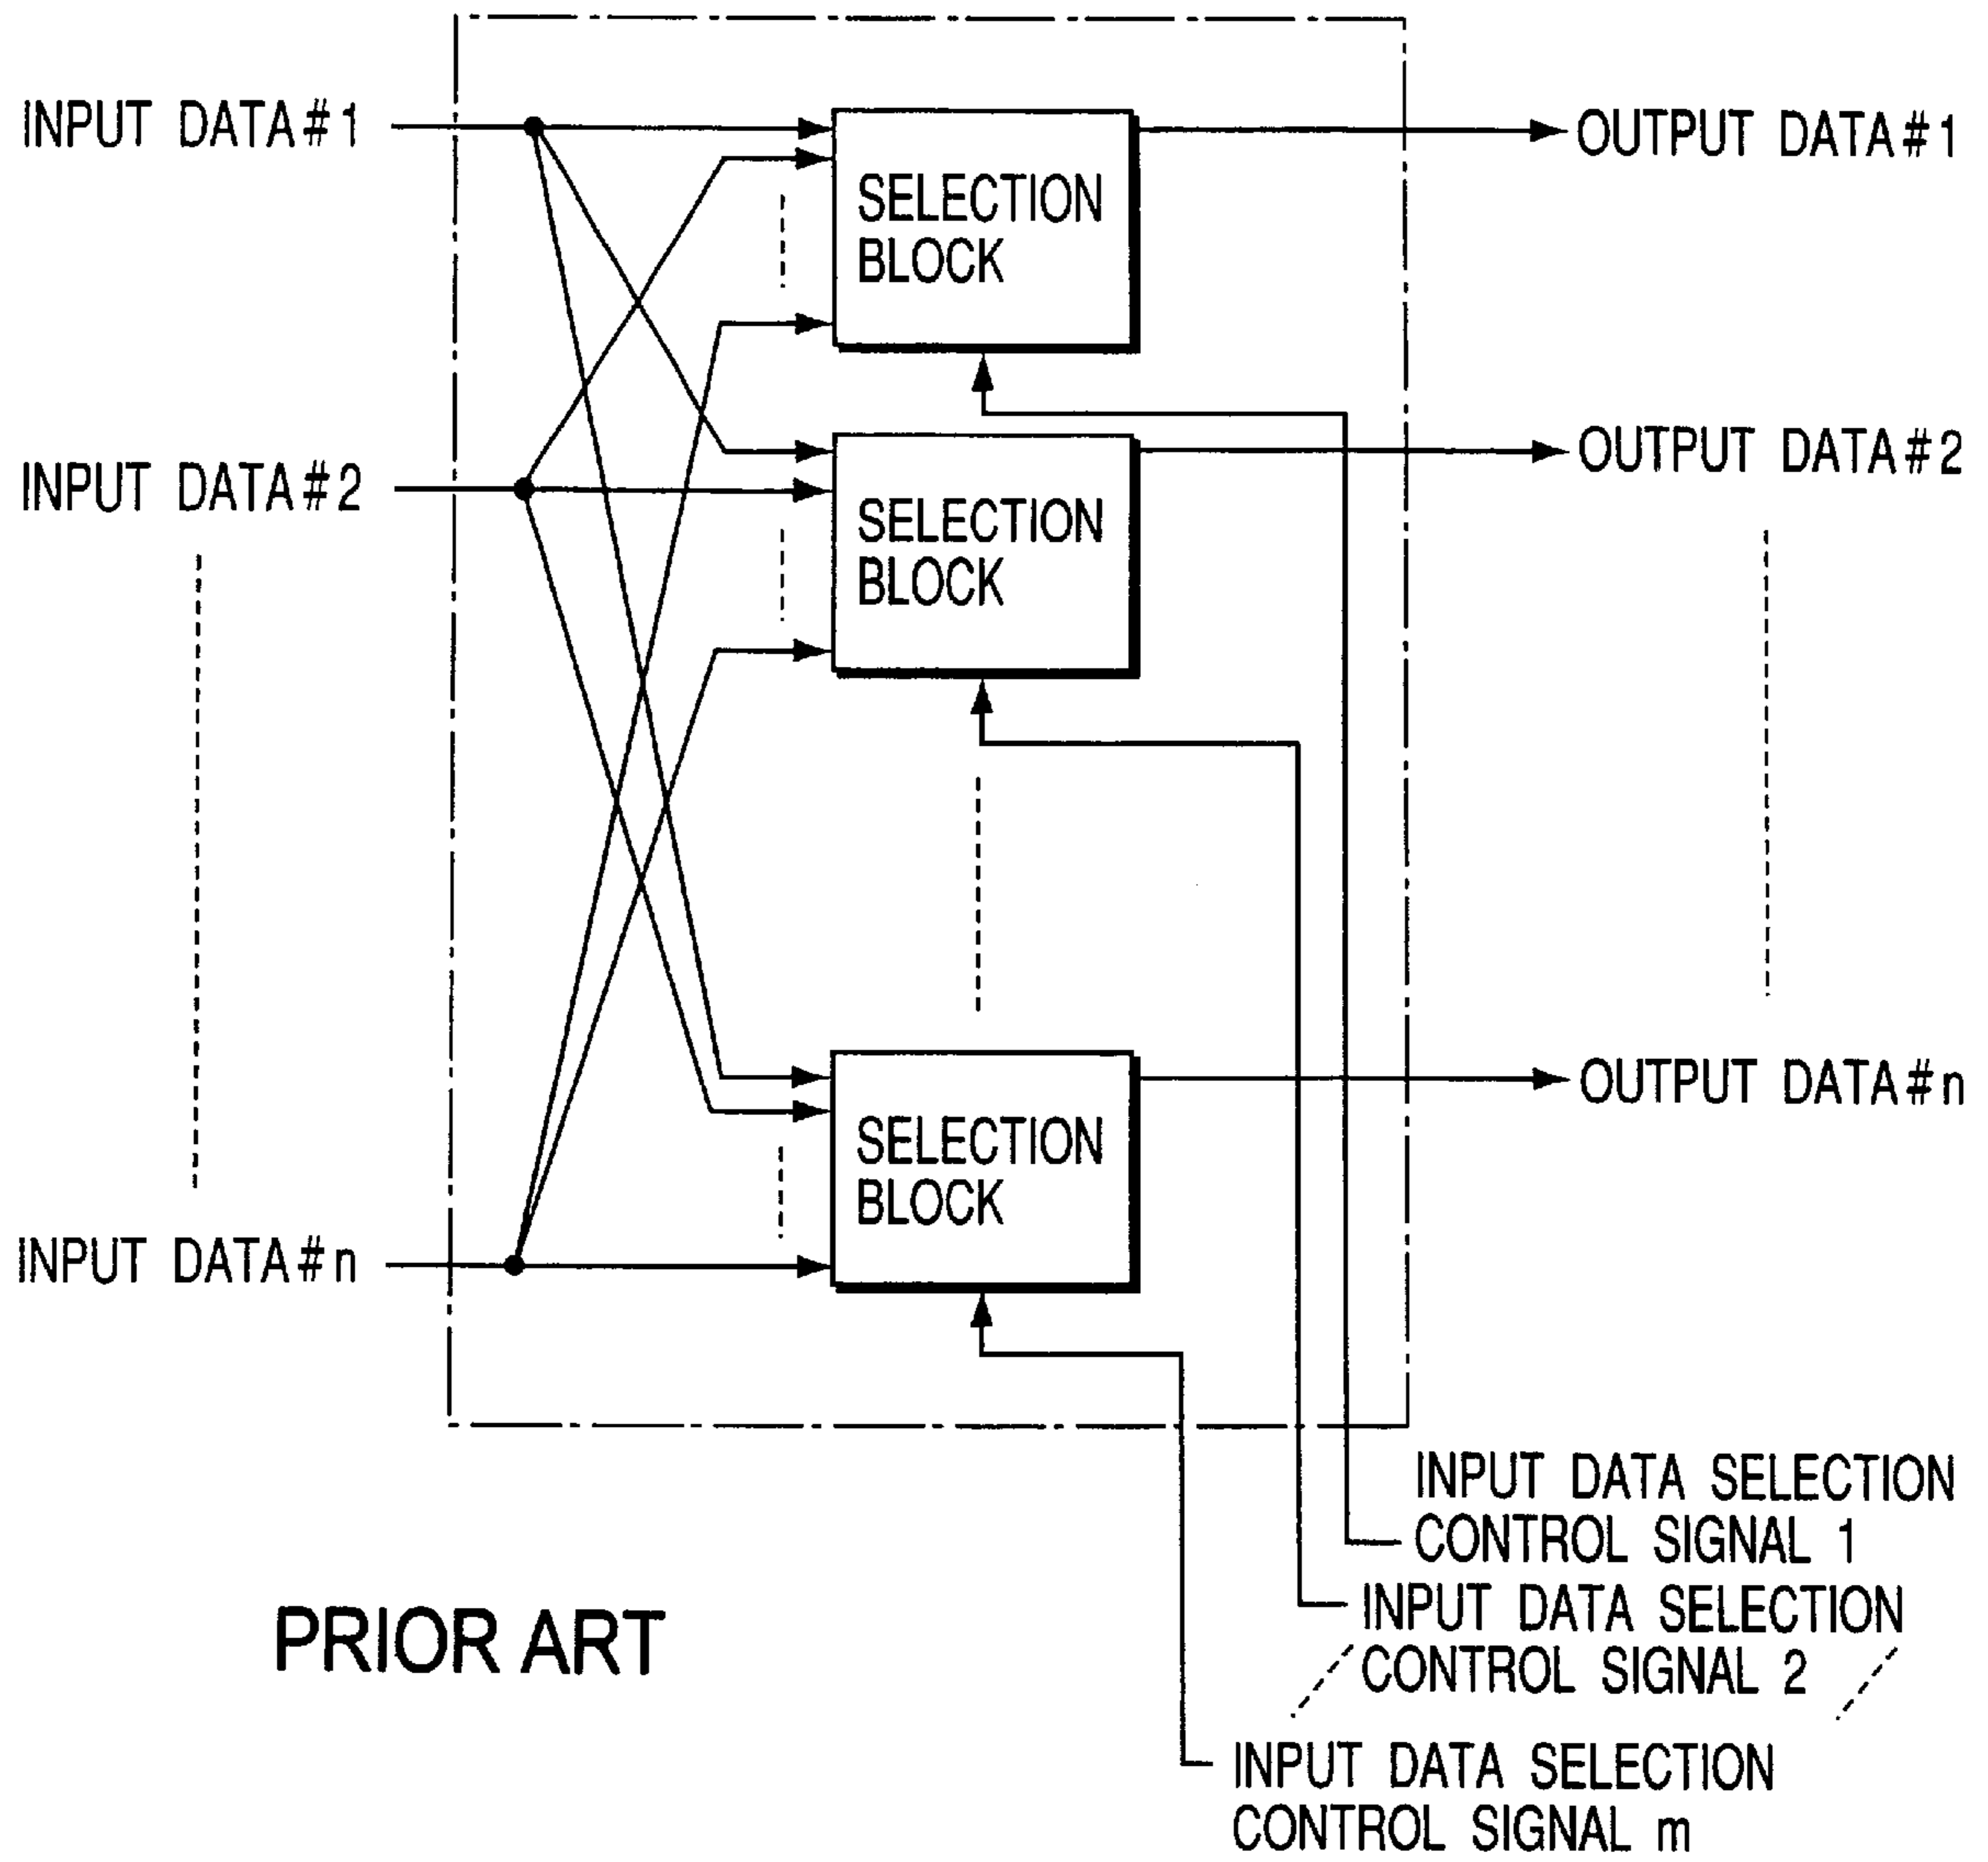 INPUT DATA#1
SELECTION
BLOCK
OUTPUT DATA#1
INPUT DATA#2
SELECTION
BLOCK
OUTPUT DATA#2
INPUT DATA#n
SELECTION
BLOCK
OUTPUT DATA#n
INPUT DATA SELECTION
CONTROL SIGNAL 1
INPUT DATA SELECTION
CONTROL SIGNAL 2
INPUT DATA SELECTION
CONTROL SIGNAL m
PRIOR ART